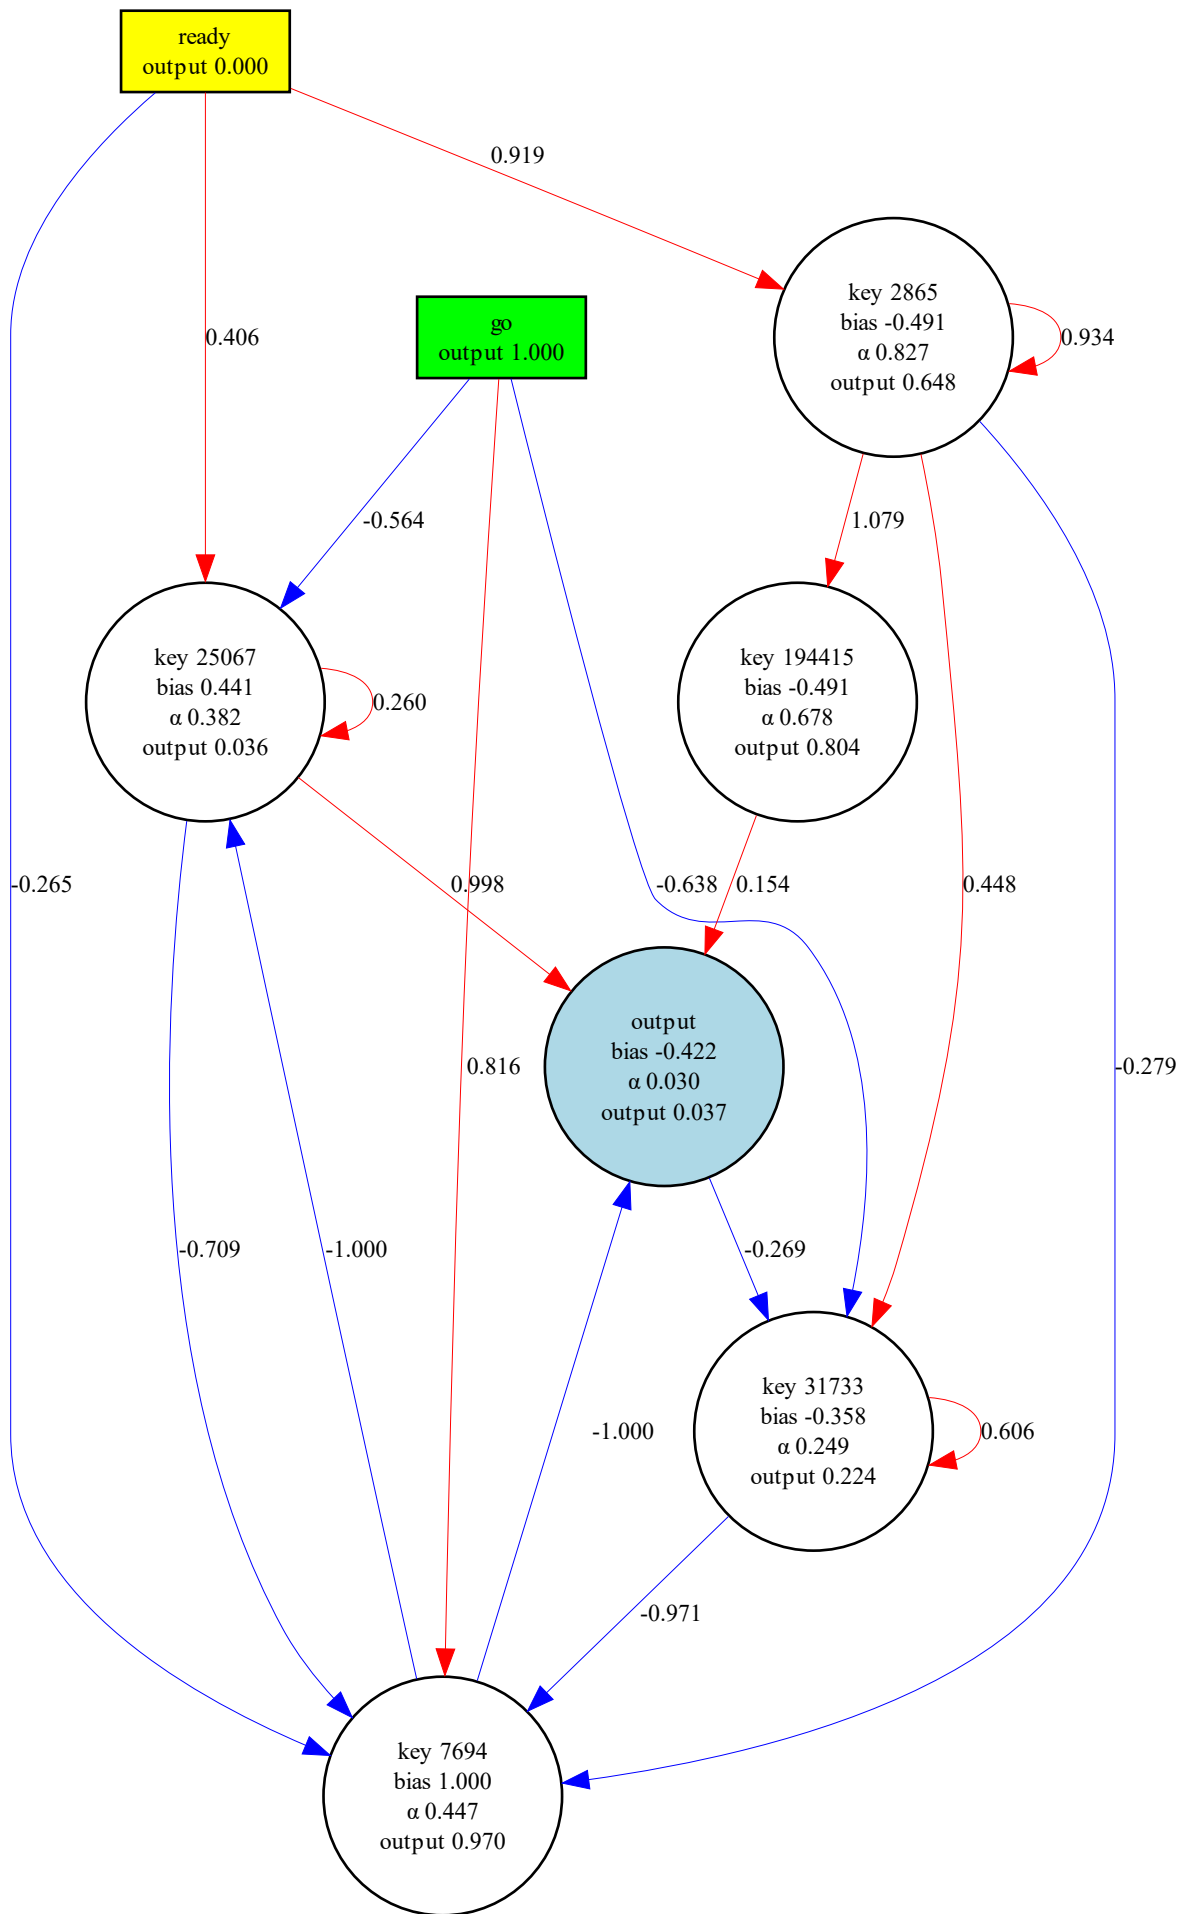 ready
output 0.000
0.919
key 2865
bias -0.491
α 0.827
output 0.648
0.934
go
output 1.000
0.406
-0.564
1.079
key 25067
bias 0.441
α 0.382
output 0.036
0.260
key 194415
bias -0.491
α 0.678
output 0.804
-0.265
0.998
-0.638
0.154
0.448
output
bias -0.422
α 0.030
output 0.037
0.816
-0.279
-0.709
-1.000
-0.269
-1.000
key 31733
bias -0.358
α 0.249
output 0.224
0.606
-0.971
key 7694
bias 1.000
α 0.447
output 0.970